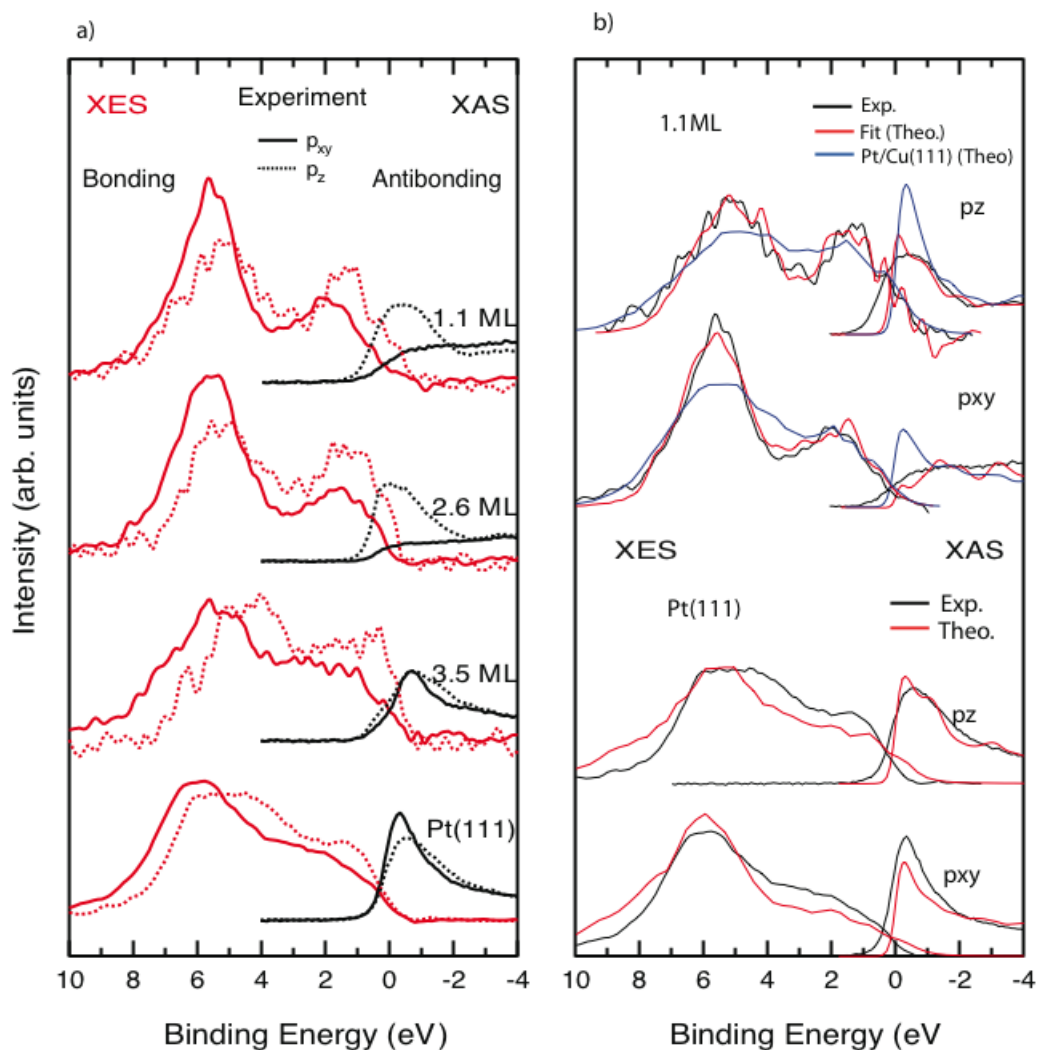 a)
XES
Experiment
XAS
p_xy
p_z
Bonding
Antibonding
1.1 ML
2.6 ML
3.5 ML
Pt(111)
Intensity (arb. units)
10 8 6 4 2 0 -2 -4
Binding Energy (eV)
b)
1.1ML
Exp.
Fit (Theo.)
Pt/Cu(111) (Theo)
pz
pxy
XES
XAS
Pt(111)
Exp.
Theo.
pz
pxy
10 8 6 4 2 0 -2 -4
Binding Energy (eV